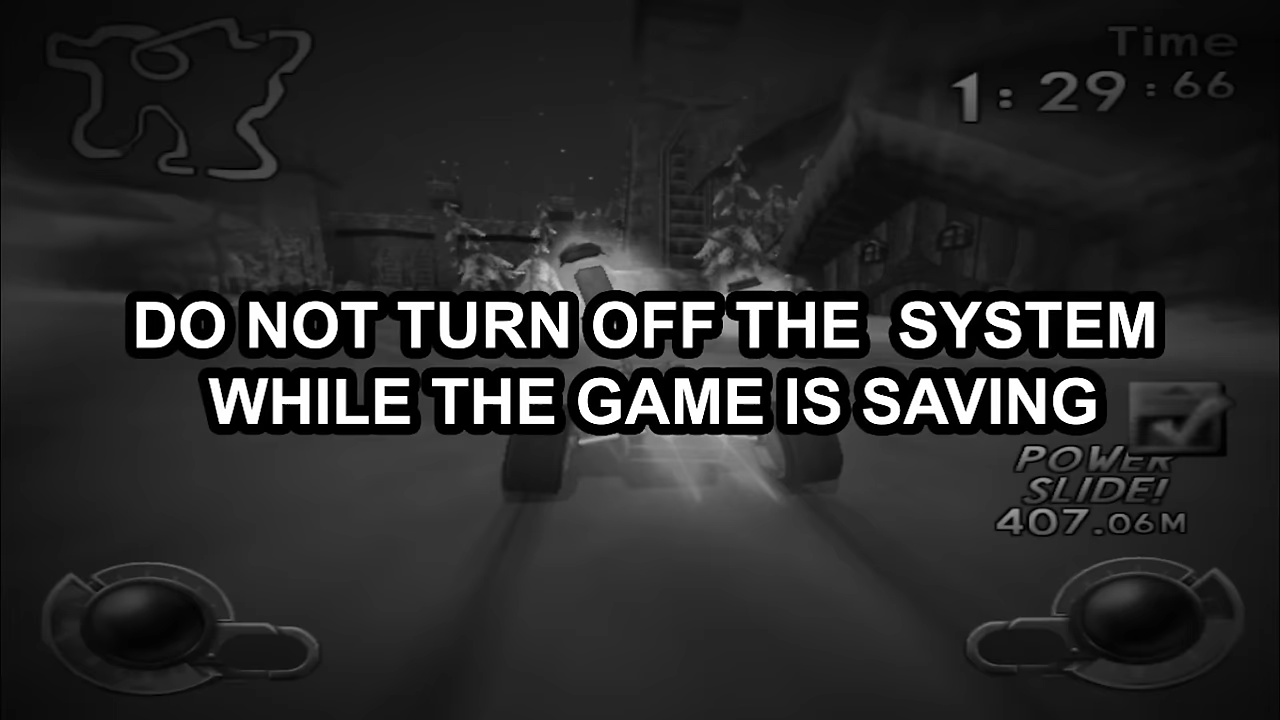 Time
1:29:66
DO NOT TURN OFF THE  SYSTEM
WHILE THE GAME IS SAVING
POWER
SLIDE!
407.06M